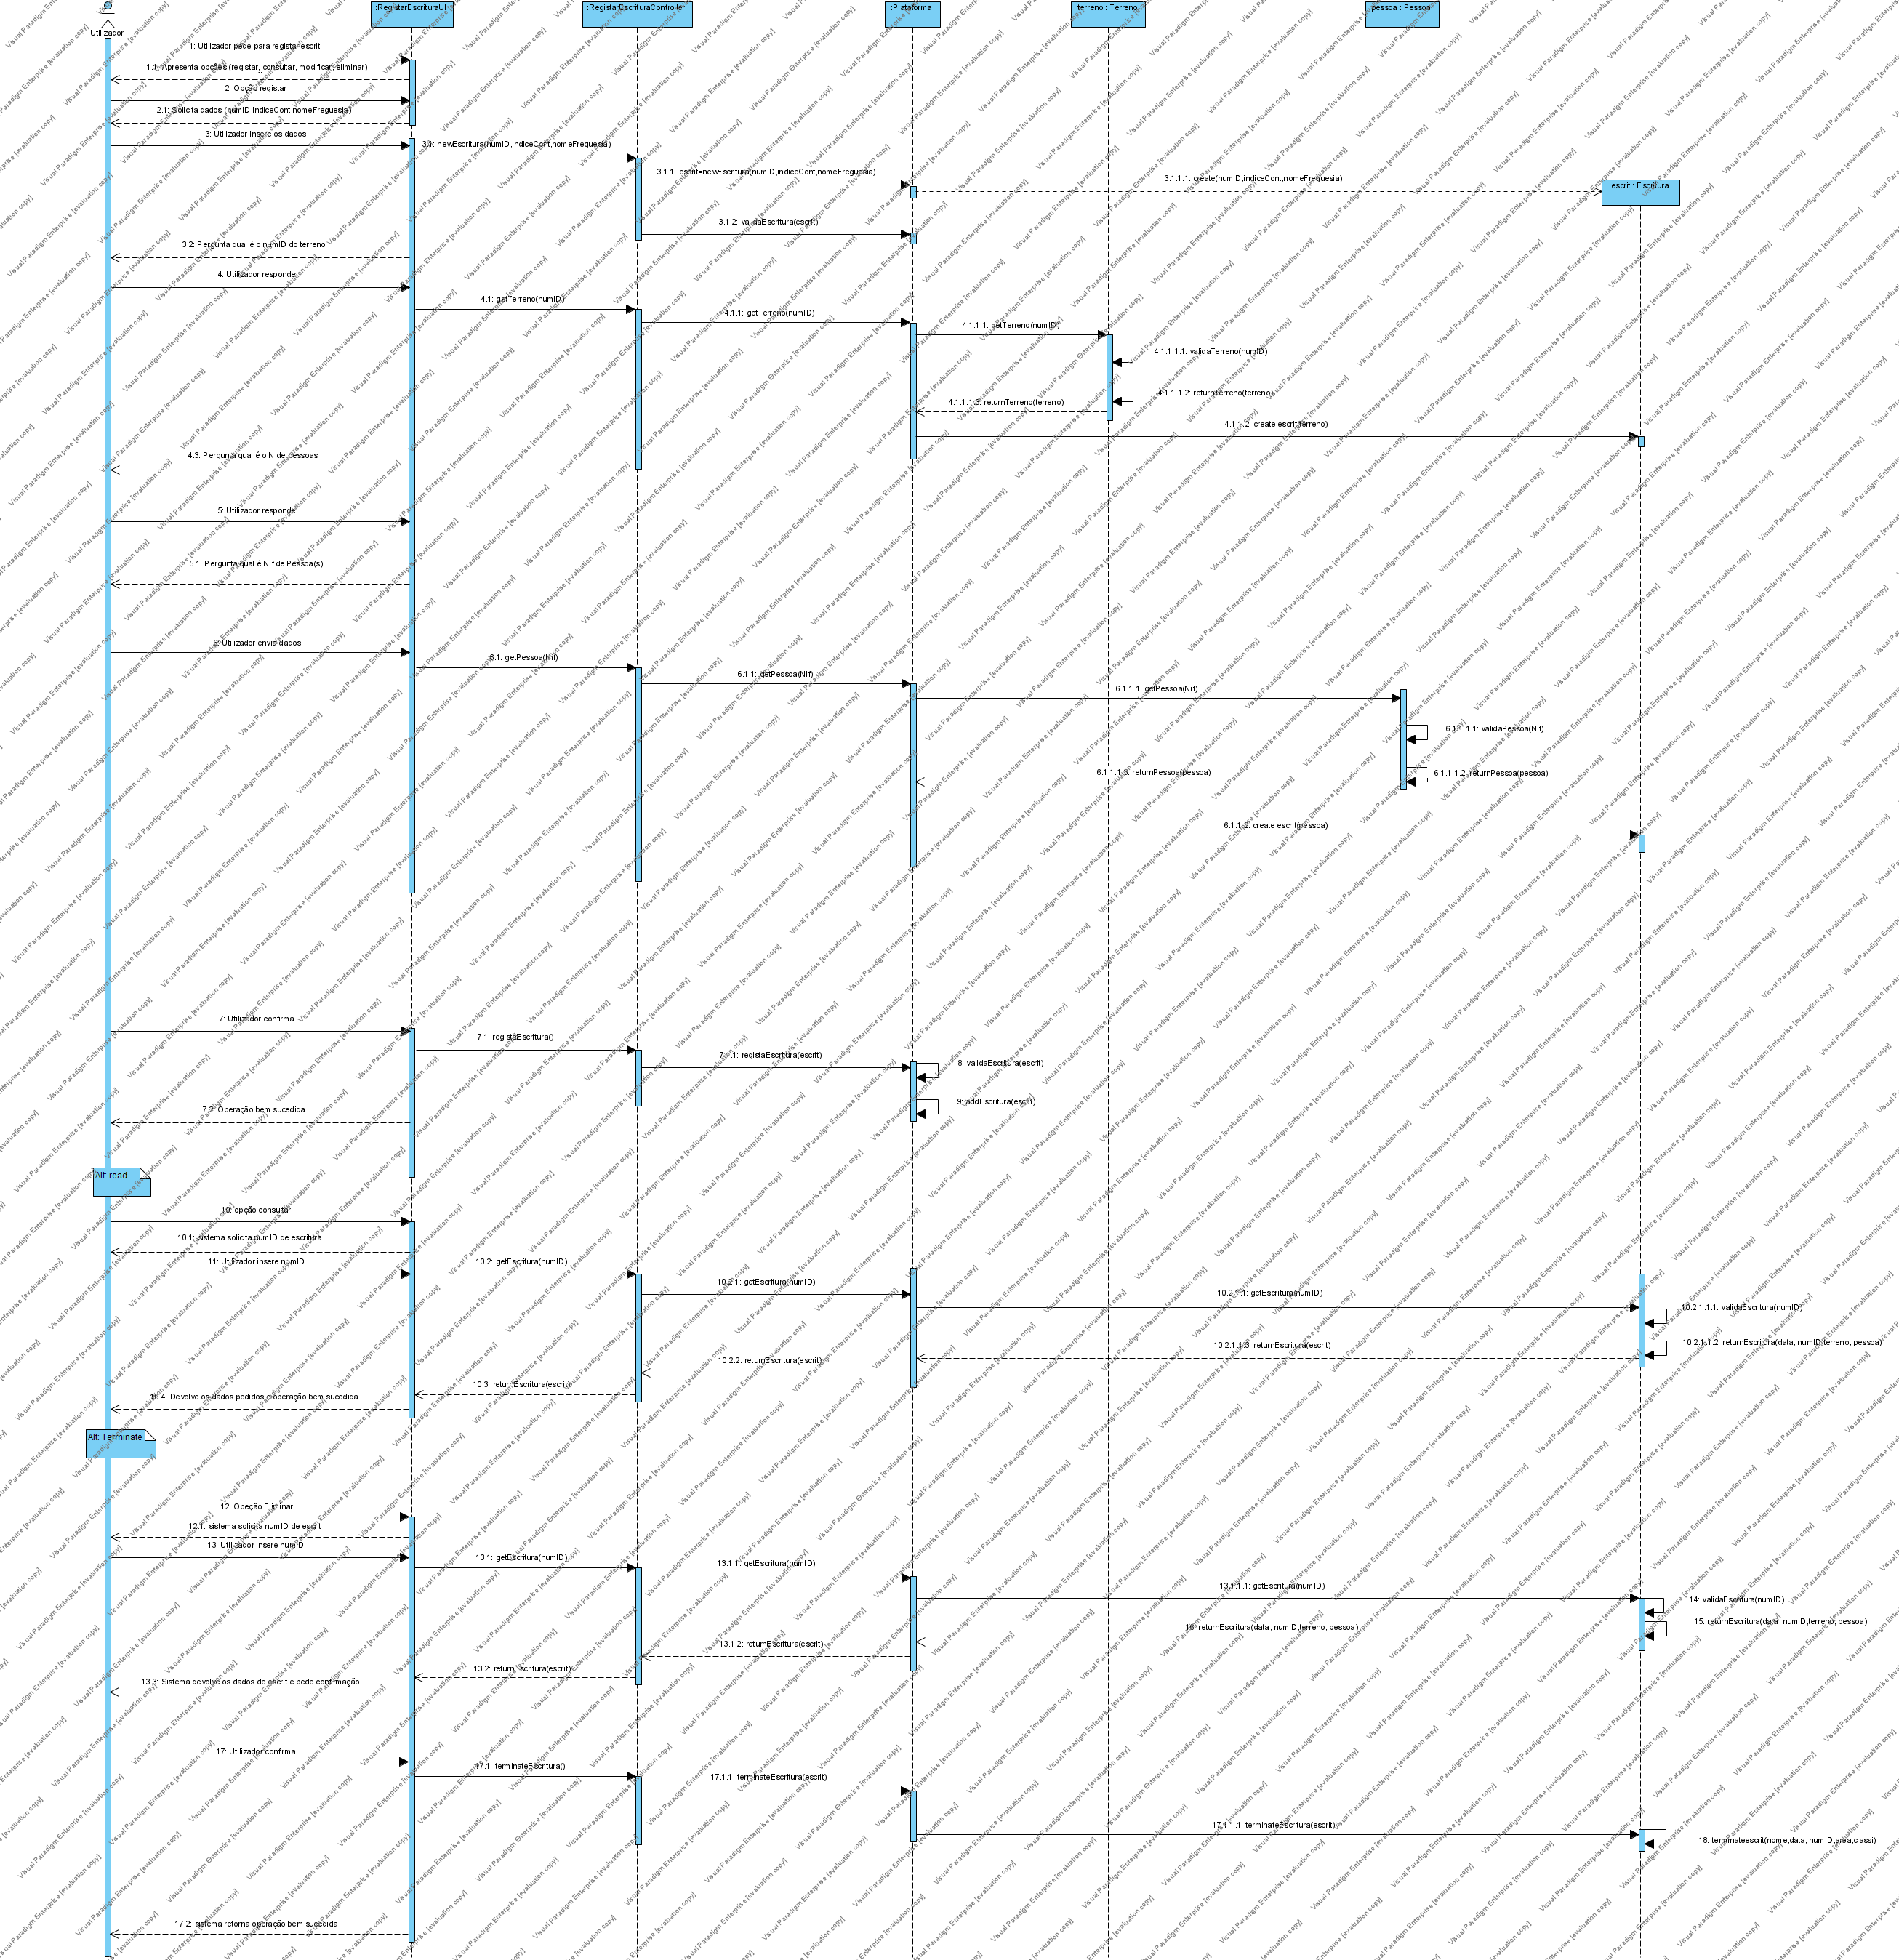 :RegistarEscrituraUI
:RegistarEscrituraController
:Plataforma
terreno : Terreno
pessoa : Pessoa
Utilizador
1: Utilizador pede para registar escrit
1.1: Apresenta opções (registar, consultar, modificar, eliminar)
2: Opção registar
2.1: Solicita dados (numID,indiceCont,nomeFreguesia)
3: Utilizador insere os dados
3.1: newEscritura(numID,indiceCont,nomeFreguesia)
3.1.1: escrit=newEscritura(numID,indiceCont,nomeFreguesia)
3.1.1.1: create(numID,indiceCont,nomeFreguesia)
escrit : Escritura
3.1.2: validaEscritura(escrit)
3.2: Pergunta qual é o numID do terreno
4: Utilizador responde
4.1: getTerreno(numID)
4.1.1: getTerreno(numID)
4.1.1.1: getTerreno(numID)
4.1.1.1.1: validaTerreno(numID)
4.1.1.1.2: returnTerreno(terreno)
4.1.1.1.3: returnTerreno(terreno)
4.1.1.2: create escrit(terreno)
4.3: Pergunta qual é o N de pessoas
5: Utilizador responde
5.1: Pergunta qual é Nif de Pessoa(s)
6: Utilizador envia dados
6.1: getPessoa(Nif)
6.1.1: getPessoa(Nif)
6.1.1.1: getPessoa(Nif)
6.1.1.1.1: validaPessoa(Nif)
6.1.1.1.3: returnPessoa(pessoa)
6.1.1.1.2: returnPessoa(pessoa)
6.1.1.2: create escrit(pessoa)
7: Utilizador confirma
7.1: registaEscritura()
7.1.1: registaEscritura(escrit)
8: validaEscritura(escrit)
9: addEscritura(escrit)
7.2: Operação bem sucedida
Alt: read
10: opção consultar
10.1: sistema solicita numID de escritura
11: Utilizador insere numID
10.2: getEscritura(numID)
10.2.1: getEscritura(numID)
10.2.1.1: getEscritura(numID)
10.2.1.1.1: validaEscritura(numID)
10.2.1.1.2: returnEscritura(data, numID,terreno, pessoa)
10.2.1.1.3: returnEscritura(escrit)
10.2.2: returnEscritura(escrit)
10.3: returnEscritura(escrit)
10.4: Devolve os dados pedidos e operação bem sucedida
Alt: Terminate
12: Opeção Eliminar
12.1: sistema solicita numID de escrit
13: Utilizador insere numID
13.1: getEscritura(numID)
13.1.1: getEscritura(numID)
13.1.1.1: getEscritura(numID)
14: validaEscritura(numID)
15: returnEscritura(data, numID,terreno, pessoa)
16: returnEscritura(data, numID,terreno, pessoa)
13.1.2: returnEscritura(escrit)
13.2: returnEscritura(escrit)
13.3: Sistema devolve os dados de escrit e pede confirmação
17: Utilizador confirma
17.1: terminateEscritura()
17.1.1: terminateEscritura(escrit)
17.1.1.1: terminateEscritura(escrit)
18: terminateescrit(nome,data, numID,area,classi)
17.2: sistema retorna operação bem sucedida
Visual Paradigm Enterprise [evaluation copy]